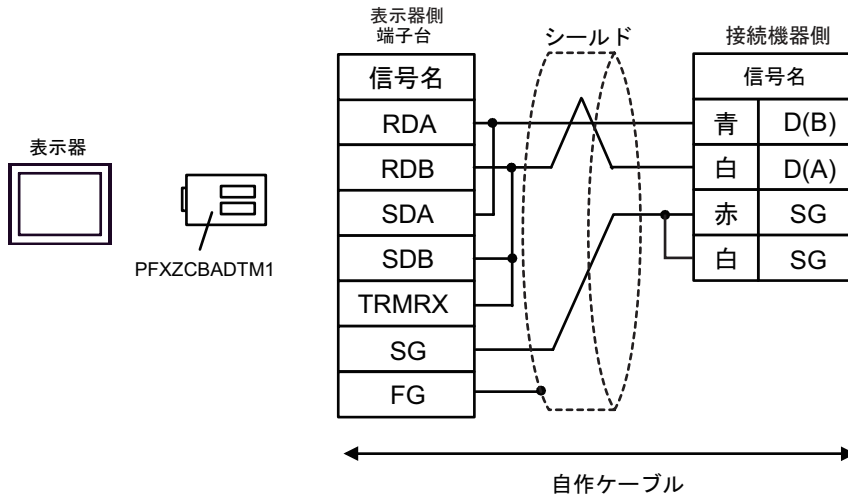 表示器側
端子台
シールド
接続機器側
信号名
信号名
RDA
青 D(B)
RDB
白 D(A)
表示器
SDA
赤 SG
SDB
白 SG
PFXZCBADTM1
TRMRX
SG
FG
自作ケーブル